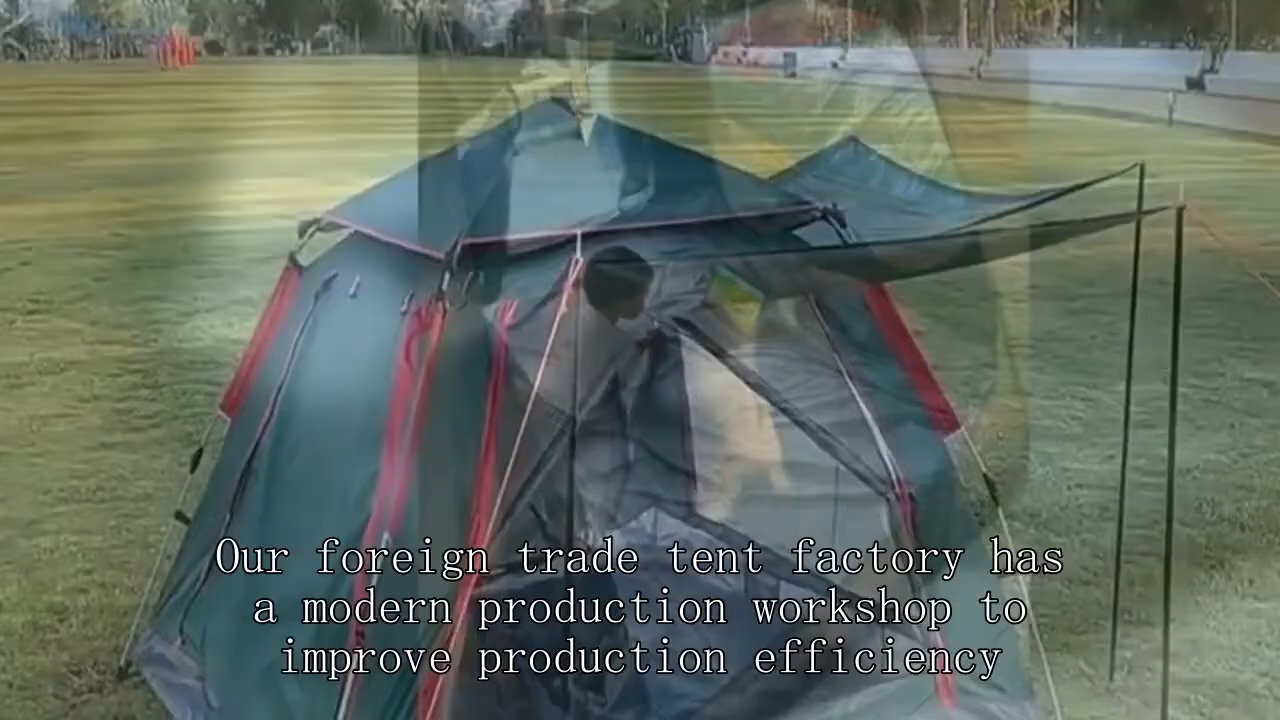 Our foreign trade tent factory has
a modern production workshop to
improve production efficiency